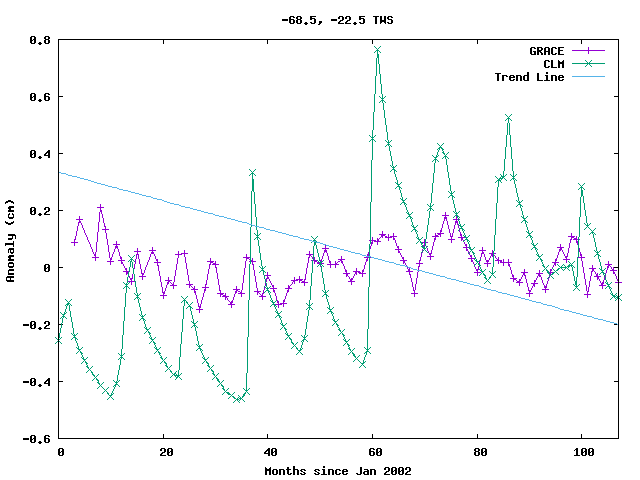 -68.5, -22.5 TWS
GRACE
CLM
Trend Line
Anomaly (cm)
0.8
0.6
0.4
0.2
0
-0.2
-0.4
-0.6
0 20 40 60 80 100
Months since Jan 2002